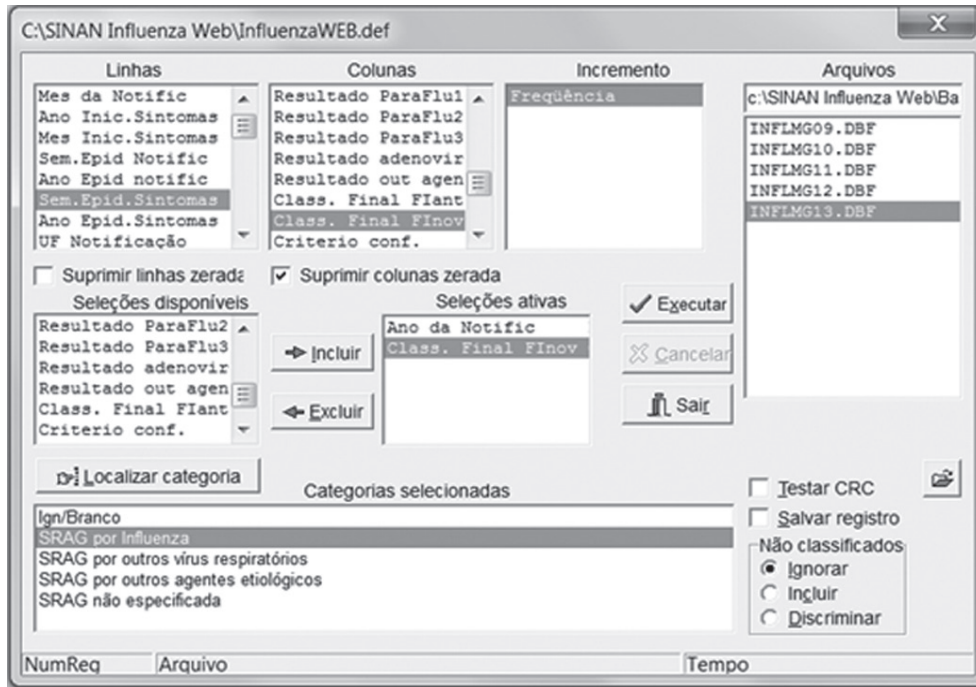 C:\SINAN Influenza Web\InfluenzaWEB.def
Linhas
Mes da Notific
Ano Inic.Sintomas
Mes Inic.Sintomas
Sem.Epid Notific
Ano Epid notific
Sem.Epid.Sintomas
Ano Epid.Sintomas
UF Notificação
Suprimir linhas zerada
Colunas
Resultado ParaFlu1
Resultado ParaFlu2
Resultado ParaFlu3
Resultado adenovir
Resultado out agen
Class. Final FIant
Class. Final FInov
Criterio conf.
Suprimir colunas zerada
Incremento
Freqüência
Arquivos
c:\SINAN Influenza Web\Ba
INFLMG09.DBF
INFLMG10.DBF
INFLMG11.DBF
INFLMG12.DBF
INFLMG13.DBF
Seleções disponíveis
Resultado ParaFlu2
Resultado ParaFlu3
Resultado adenovir
Resultado out agen
Class. Final FIant
Criterio conf.
Incluir
Excluir
Seleções ativas
Ano da Notific
Class. Final FInov
Executar
Cancelar
Sair
Localizar categoria
Categorias selecionadas
Ign/Branco
SRAG por Influenza
SRAG por outros vírus respiratórios
SRAG por outros agentes etiológicos
SRAG não especificada
Testar CRC
Salvar registro
Não classificados
Ignorar
Incluir
Discriminar
NumReg
Arquivo
Tempo